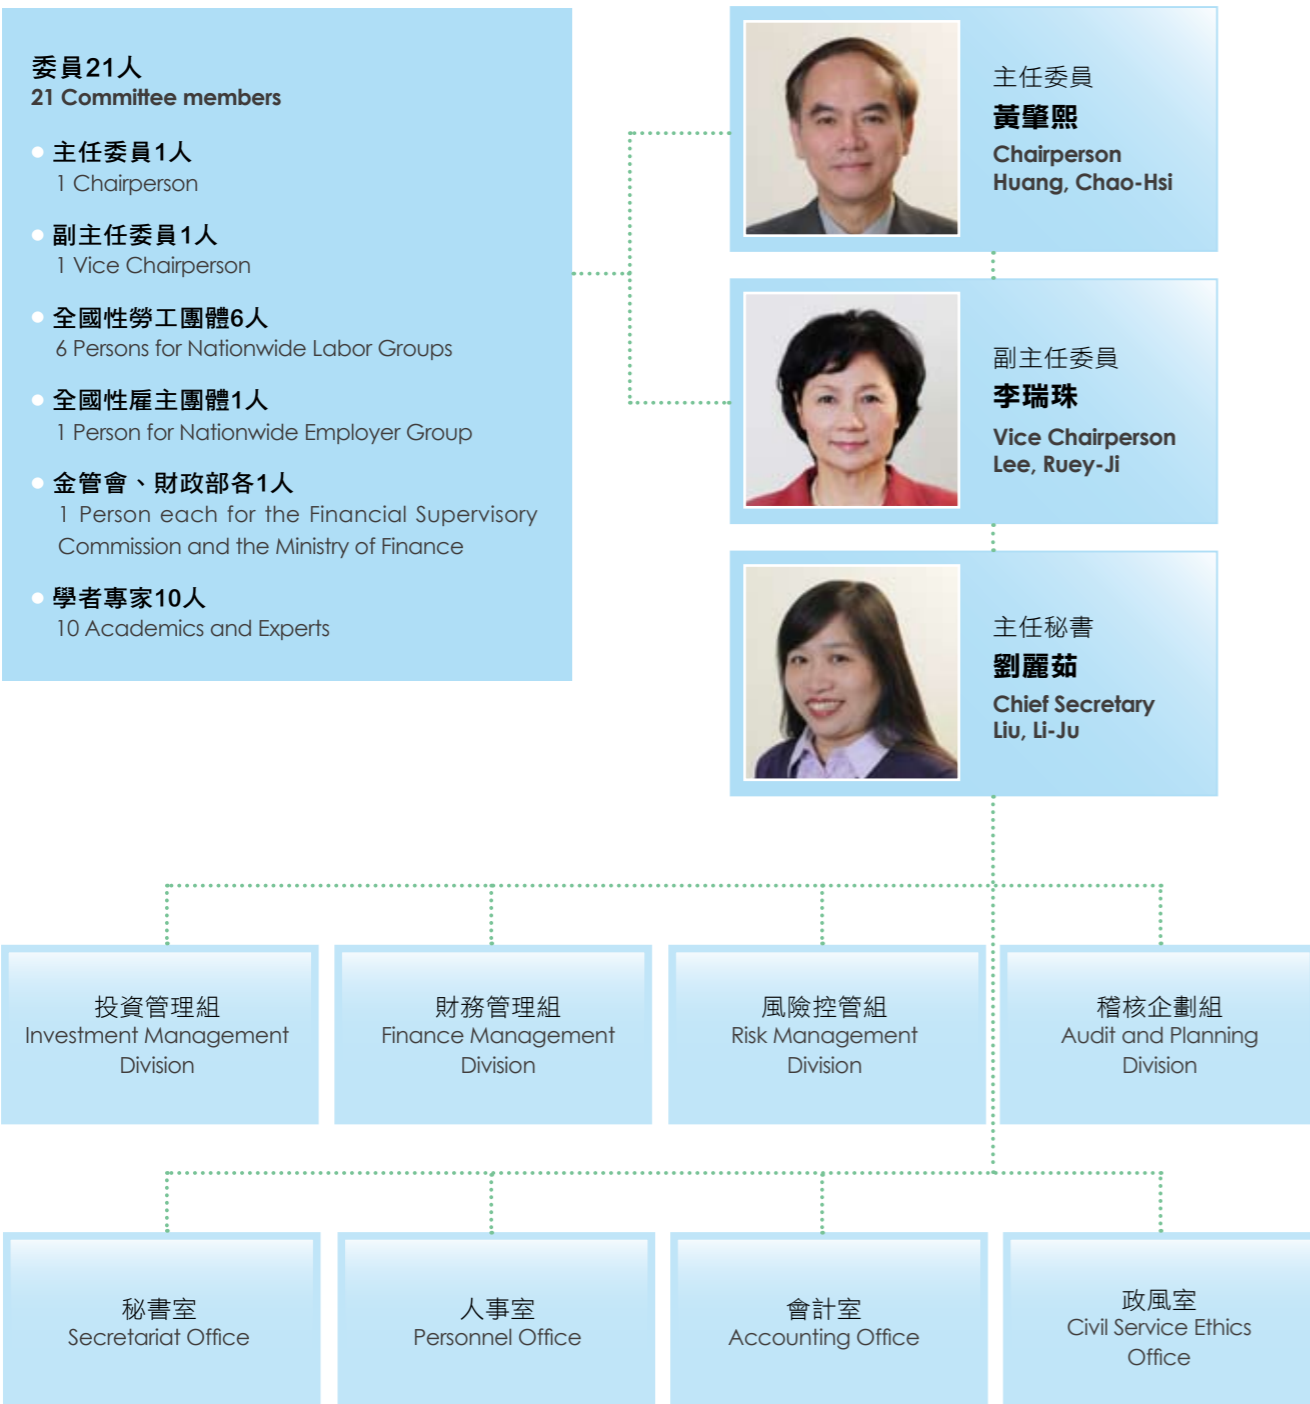 委員21人
21 Committee members
主任委員1人
1 Chairperson
副主任委員1人
1 Vice Chairperson
全國性勞工團體6人
6 Persons for Nationwide Labor Groups
全國性雇主團體1人
1 Person for Nationwide Employer Group
金管會、財政部各1人
1 Person each for the Financial Supervisory
Commission and the Ministry of Finance
學者專家10人
10 Academics and Experts
主任委員
黃肇熙
Chairperson
Huang, Chao-Hsi
副主任委員
李瑞珠
Vice Chairperson
Lee, Ruey-Ji
主任秘書
劉麗茹
Chief Secretary
Liu, Li-Ju
投資管理組
Investment Management
Division
財務管理組
Finance Management
Division
風險控管組
Risk Management
Division
稽核企劃組
Audit and Planning
Division
秘書室
Secretariat Office
人事室
Personnel Office
會計室
Accounting Office
政風室
Civil Service Ethics
Office